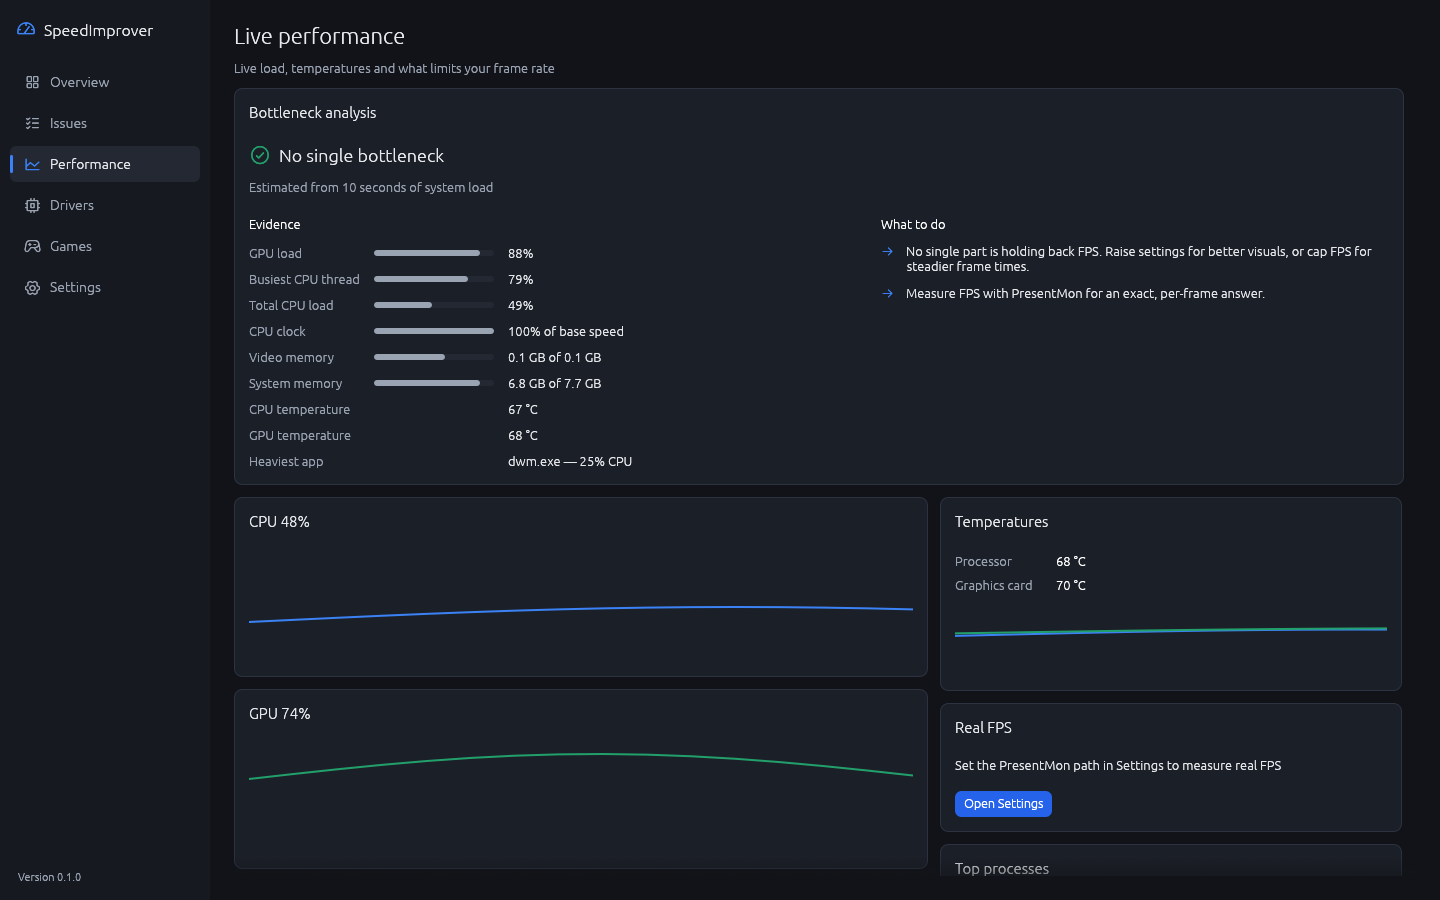 SpeedImprover
Overview
Issues
Performance
Drivers
Games
Settings
Version 0.1.0
Live performance
Live load, temperatures and what limits your frame rate
Bottleneck analysis
No single bottleneck
Estimated from 10 seconds of system load
Evidence
GPU load 88%
Busiest CPU thread 79%
Total CPU load 49%
CPU clock 100% of base speed
Video memory 0.1 GB of 0.1 GB
System memory 6.8 GB of 7.7 GB
CPU temperature 67 °C
GPU temperature 68 °C
Heaviest app dwm.exe — 25% CPU
What to do
No single part is holding back FPS. Raise settings for better visuals, or cap FPS for
steadier frame times.
Measure FPS with PresentMon for an exact, per-frame answer.
CPU 48%
GPU 74%
Temperatures
Processor 68 °C
Graphics card 70 °C
Real FPS
Set the PresentMon path in Settings to measure real FPS
Open Settings
Top processes